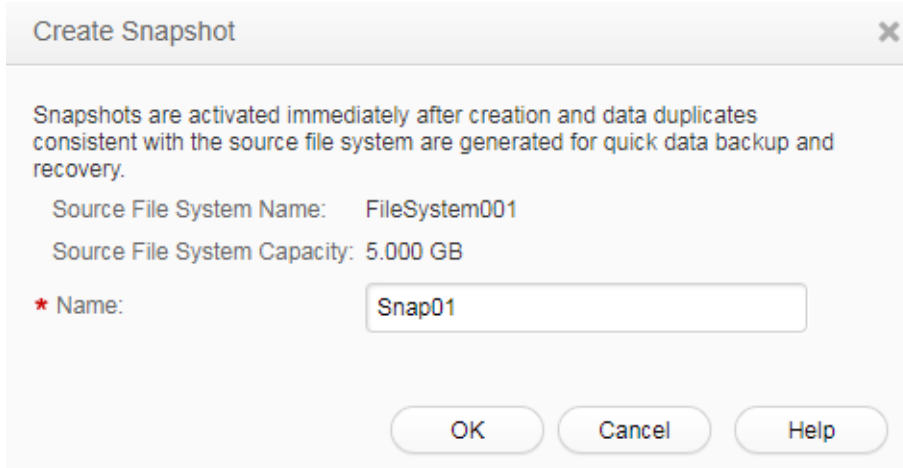 Create Snapshot
Snapshots are activated immediately after creation and data duplicates
consistent with the source file system are generated for quick data backup and
recovery.
Source File System Name: FileSystem001
Source File System Capacity: 5.000 GB
* Name: Snap01
OK Cancel Help